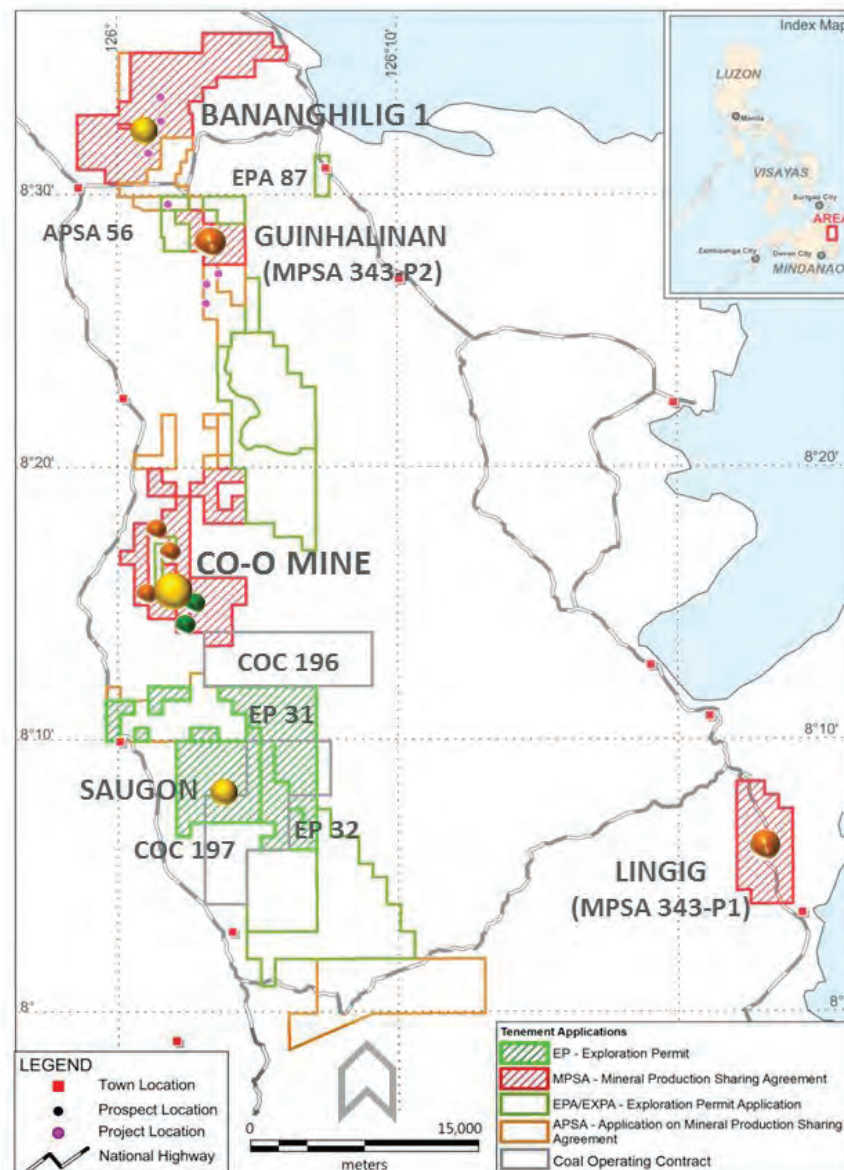 126°
126°10'
Index Map
LUZON
Manila
VISAYAS
Surigao City
AREA
Zamboanga City
Davao City
MINDANAO
BANANGHILIG 1
EPA 87
8°30'
8°30'
APSA 56
GUINHALINAN
(MPSA 343-P2)
8°20'
8°20'
CO-O MINE
COC 196
EP 31
8°10'
8°10'
SAUGON
EP 32
COC 197
LINGIG
(MPSA 343-P1)
8°
8°
LEGEND
Town Location
Prospect Location
Project Location
National Highway
0
15,000
meters
Tenement Applications
EP - Exploration Permit
MPSA - Mineral Production Sharing Agreement
EPA/EXPA - Exploration Permit Application
APSA - Application on Mineral Production Sharing
Agreement
Coal Operating Contract